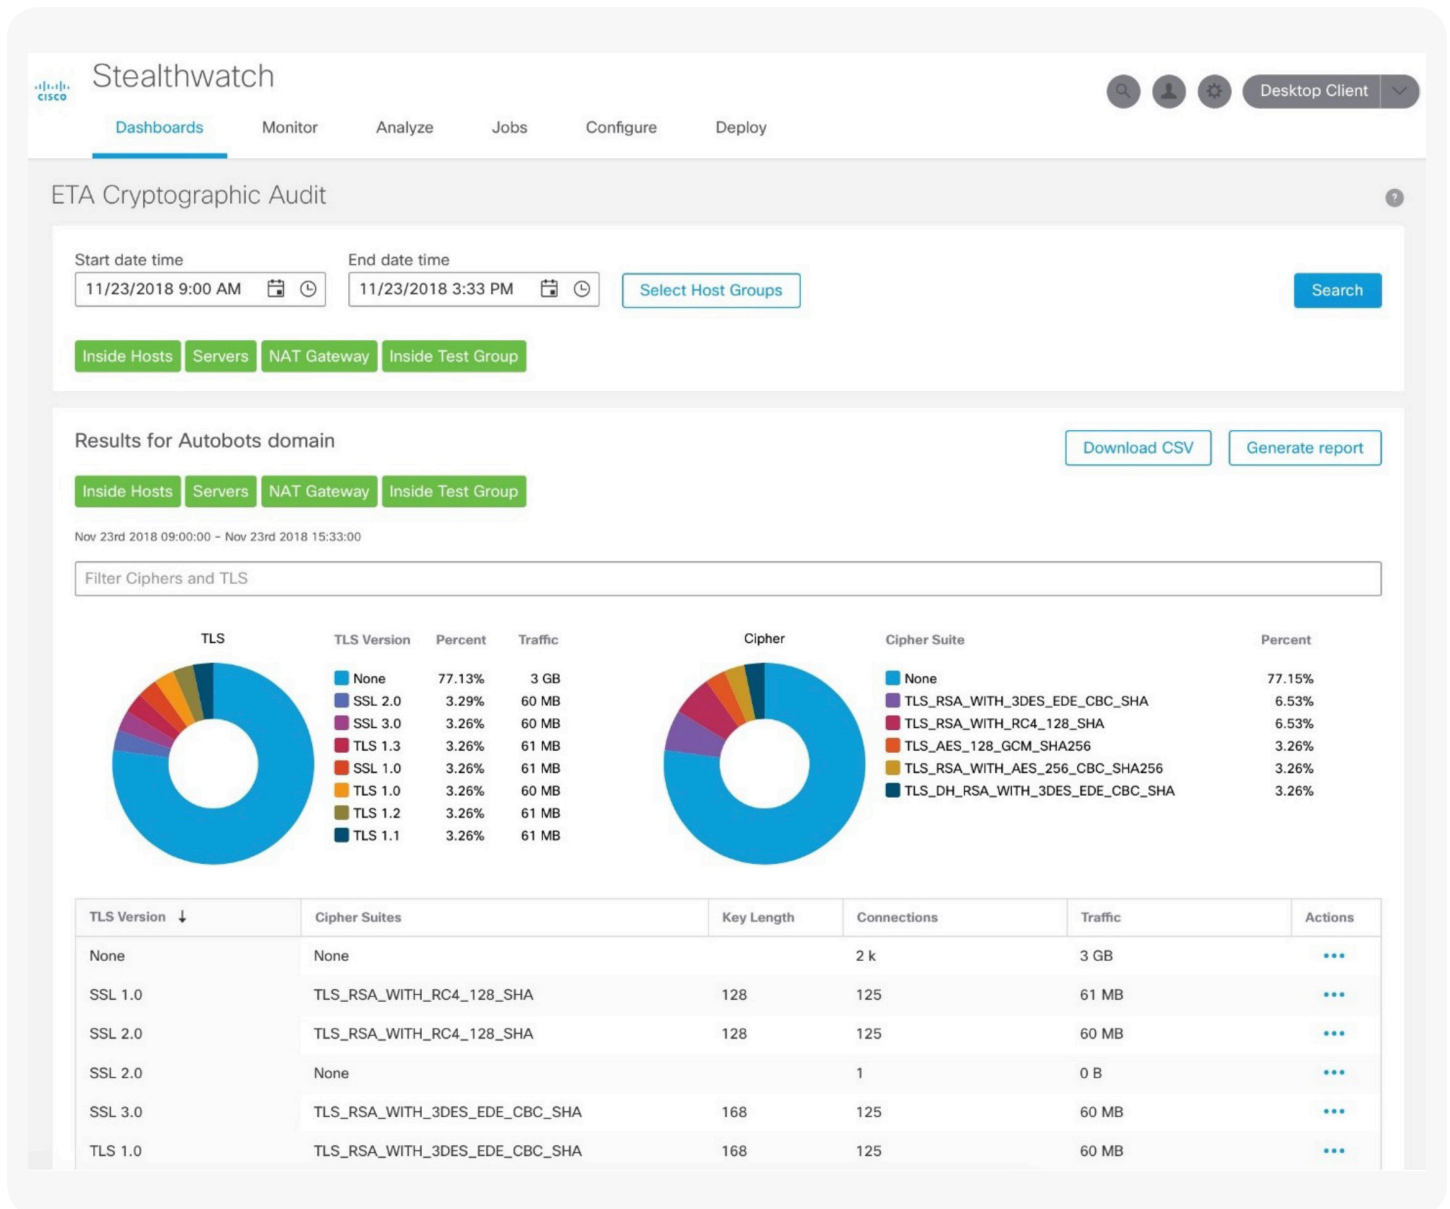 Stealthwatch
CISCO
Desktop Client
Dashboards Monitor Analyze Jobs Configure Deploy
ETA Cryptographic Audit
?
Start date time End date time
11/23/2018 9:00 AM 11/23/2018 3:33 PM Select Host Groups Search
Inside Hosts Servers NAT Gateway Inside Test Group
Results for Autobots domain
Download CSV Generate report
Inside Hosts Servers NAT Gateway Inside Test Group
Nov 23rd 2018 09:00:00 - Nov 23rd 2018 15:33:00
Filter Ciphers and TLS
TLS
TLS Version Percent Traffic
None 77.13% 3 GB
SSL 2.0 3.29% 60 MB
SSL 3.0 3.26% 60 MB
TLS 1.3 3.26% 61 MB
SSL 1.0 3.26% 61 MB
TLS 1.0 3.26% 60 MB
TLS 1.2 3.26% 61 MB
TLS 1.1 3.26% 61 MB
Cipher
Cipher Suite Percent
None 77.15%
TLS_RSA_WITH_3DES_EDE_CBC_SHA 6.53%
TLS_RSA_WITH_RC4_128_SHA 6.53%
TLS_AES_128_GCM_SHA256 3.26%
TLS_RSA_WITH_AES_256_CBC_SHA256 3.26%
TLS_DH_RSA_WITH_3DES_EDE_CBC_SHA 3.26%
TLS Version ↓ Cipher Suites Key Length Connections Traffic Actions
None None 2 k 3 GB
SSL 1.0 TLS_RSA_WITH_RC4_128_SHA 128 125 61 MB
SSL 2.0 TLS_RSA_WITH_RC4_128_SHA 128 125 60 MB
SSL 2.0 None 1 0 B
SSL 3.0 TLS_RSA_WITH_3DES_EDE_CBC_SHA 168 125 60 MB
TLS 1.0 TLS_RSA_WITH_3DES_EDE_CBC_SHA 168 125 60 MB